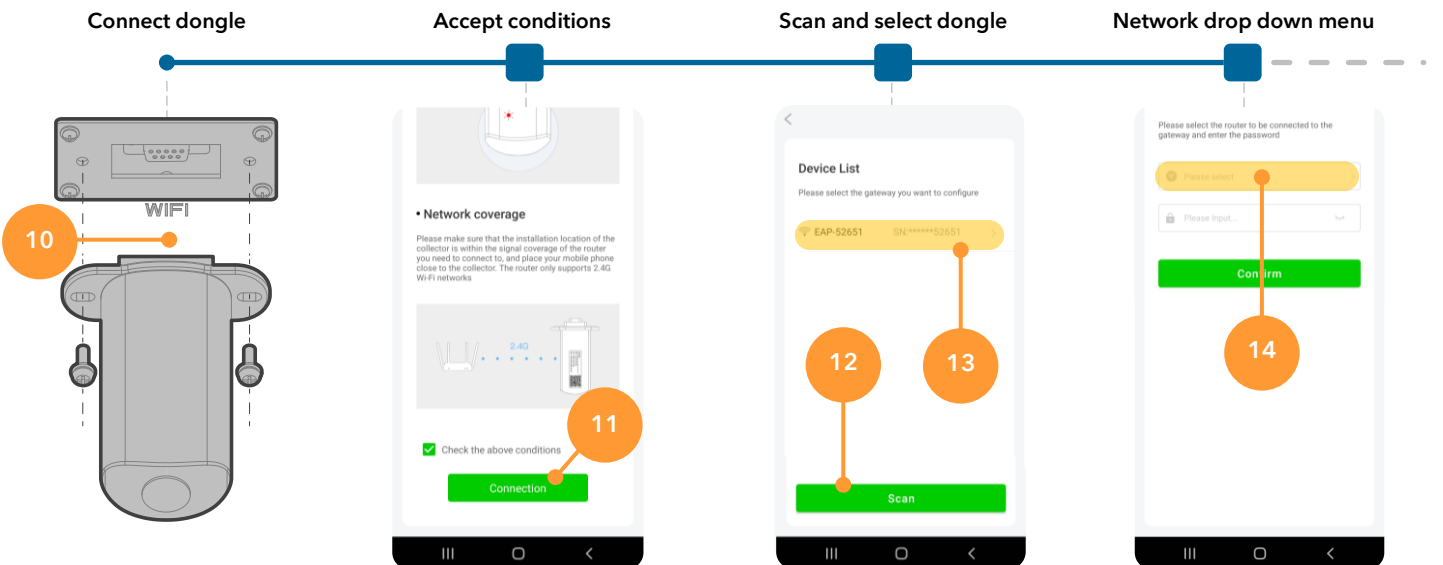 Connect dongle
Accept conditions
Scan and select dongle
Network drop down menu
WIFI
10
• Network coverage
Please make sure that the installation location of the
collector is within the signal coverage of the router
you need to connect to, and place your mobile phone
close to the collector. The router only supports 2.4G
Wi-Fi networks
2.4G
11
Check the above conditions
Connection
Device List
Please select the gateway you want to configure
EAP-52651 SN:******52651
12
13
Scan
Please select the router to be connected to the
gateway and enter the password
Please select
Please Input...
Confirm
14